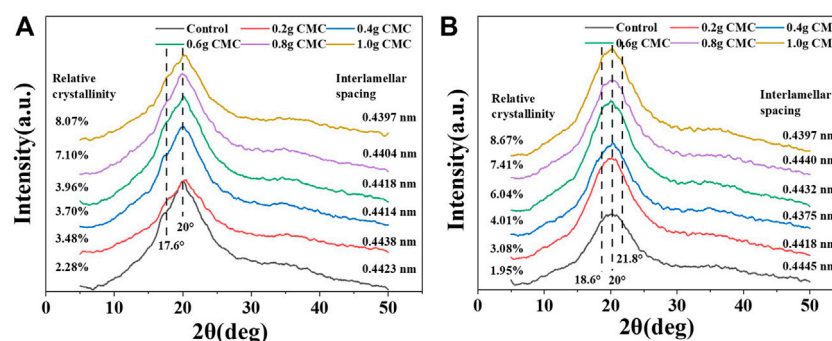 A
Control 0.2g CMC 0.4g CMC
0.6g CMC 0.8g CMC 1.0g CMC
Relative
crystallinity
Interlamellar
spacing
8.07%
7.10%
3.96%
3.70%
3.48%
2.28%
0.4397 nm
0.4404 nm
0.4418 nm
0.4414 nm
0.4438 nm
0.4423 nm
17.6°
20°
Intensity(a.u.)
0 10 20 30 40 50
2θ(deg)
B
Control 0.2g CMC 0.4g CM
0.6g CMC 0.8g CMC 1.0g CM
Relative
crystallinity
Interlamellar
spacing
8.67%
7.41%
6.04%
4.01%
3.08%
1.95%
0.4397 nm
0.4440 nm
0.4432 nm
0.4375 nm
0.4418 nm
0.4445 nm
18.6°
20°
21.8°
Intensity(a.u.)
0 10 20 30 40 50
2θ(deg)